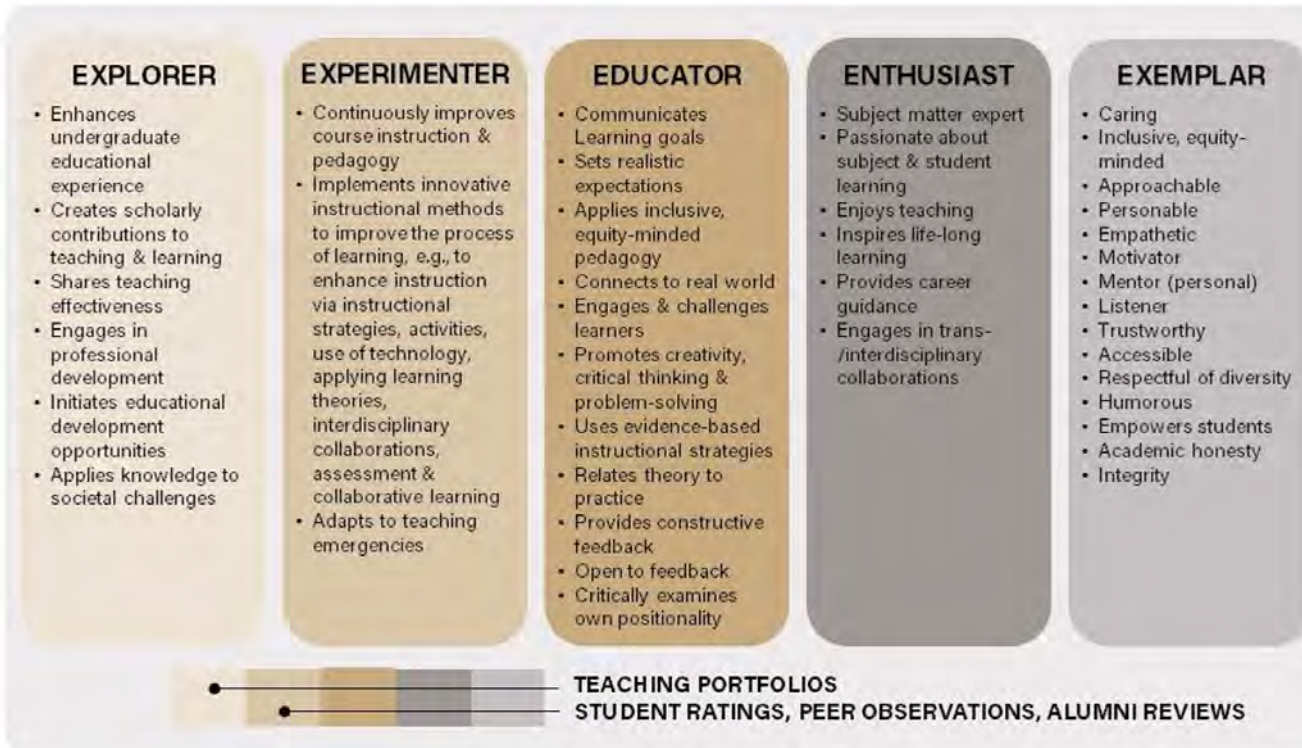 EXPLORER
• Enhances
undergraduate
educational
experience
• Creates scholarly
contributions to
teaching & learning
• Shares teaching
effectiveness
• Engages in
professional
development
• Initiates educational
development
opportunities
• Applies knowledge to
societal challenges
EXPERIMENTER
• Continuously improves
course instruction &
pedagogy
• Implements innovative
instructional methods
to improve the process
of learning, e.g., to
enhance instruction
via instructional
strategies, activities,
use of technology,
applying learning
theories,
interdisciplinary
collaborations,
assessment &
collaborative learning
• Adapts to teaching
emergencies
EDUCATOR
• Communicates
Learning goals
• Sets realistic
expectations
• Applies inclusive,
equity-minded
pedagogy
• Connects to real world
• Engages & challenges
learners
• Promotes creativity,
critical thinking &
problem-solving
• Uses evidence-based
instructional strategies
• Relates theory to
practice
• Provides constructive
feedback
• Open to feedback
• Critically examines
own positionality
ENTHUSIAST
• Subject matter expert
• Passionate about
subject & student
learning
• Enjoys teaching
• Inspires life-long
learning
• Provides career
guidance
• Engages in trans-
/interdisciplinary
collaborations
EXEMPLAR
• Caring
• Inclusive, equity-
minded
• Approachable
• Personable
• Empathetic
• Motivator
• Mentor (personal)
• Listener
• Trustworthy
• Accessible
• Respectful of diversity
• Humorous
• Empowers students
• Academic honesty
• Integrity
TEACHING PORTFOLIOS
STUDENT RATINGS, PEER OBSERVATIONS, ALUMNI REVIEWS